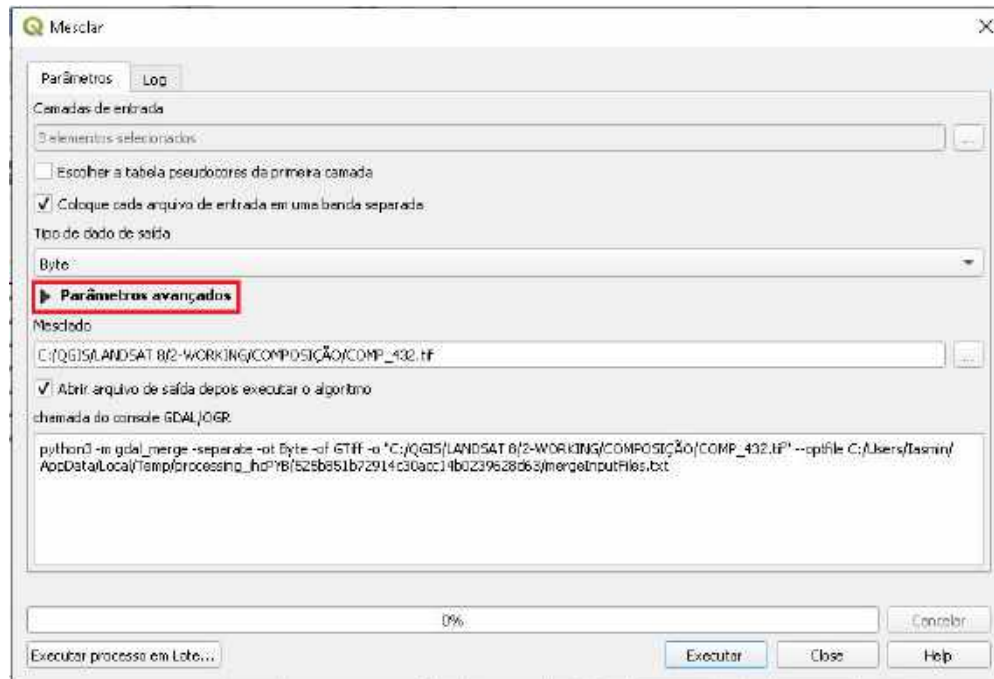 Mesclar
Parâmetros
Log
Camadas de entrada
3 elementos selecionados
...
Escolher a tabela pseudocores da primeira camada
Coloque cada arquivo de entrada em uma banda separada
Tipo de dado de saída
Byte
Parâmetros avançados
Mesclado
C:/QGIS/LANDSAT 8/2-WORKING/COMPOSIÇÃO/COMP_432.tif
...
Abrir arquivo de saída depois executar o algoritmo
chamada do console GDAL/OGR
python3 -m gdal_merge -separate -ot Byte -of GTiff -o "C:/QGIS/LANDSAT 8/2-WORKING/COMPOSIÇÃO/COMP_432.tif" --optfile C:/Users/Iasmin/
0%
Cancelar
Executar processo em Lote...
Executar
Close
Help